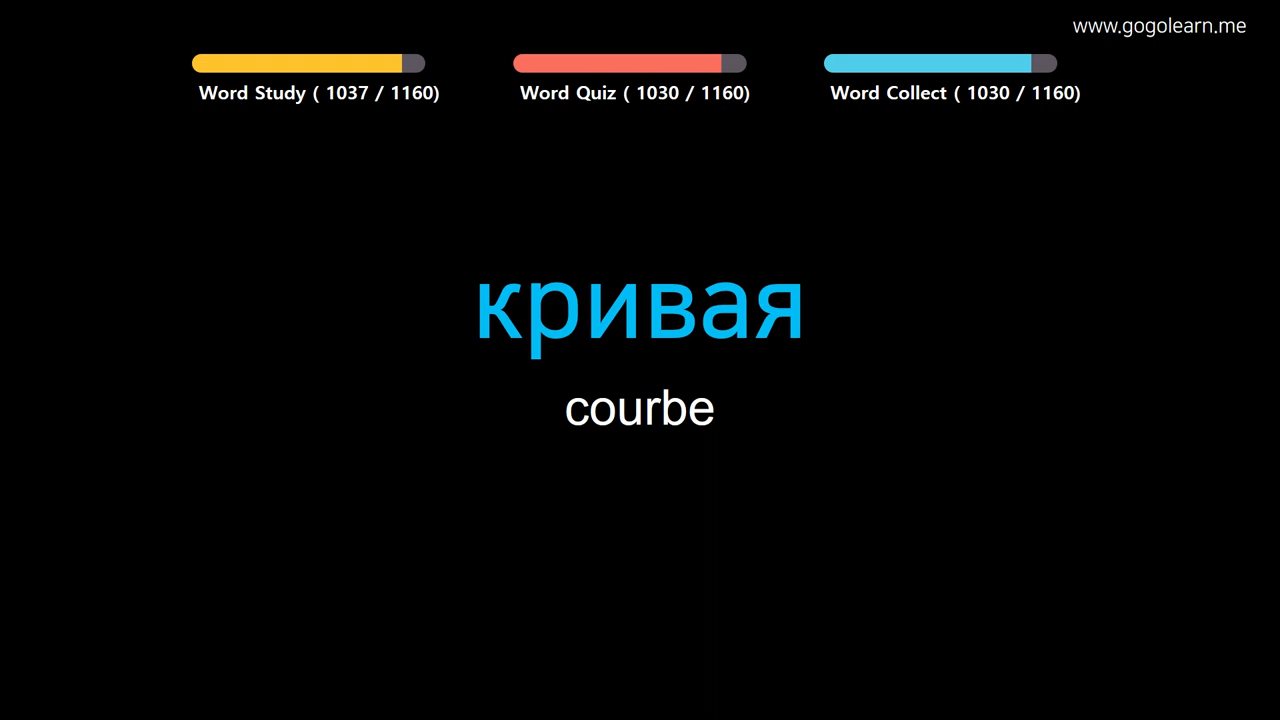 www.gogolearn.me
Word Study ( 1037 / 1160)
Word Quiz ( 1030 / 1160)
Word Collect ( 1030 / 1160)
кривая
courbe